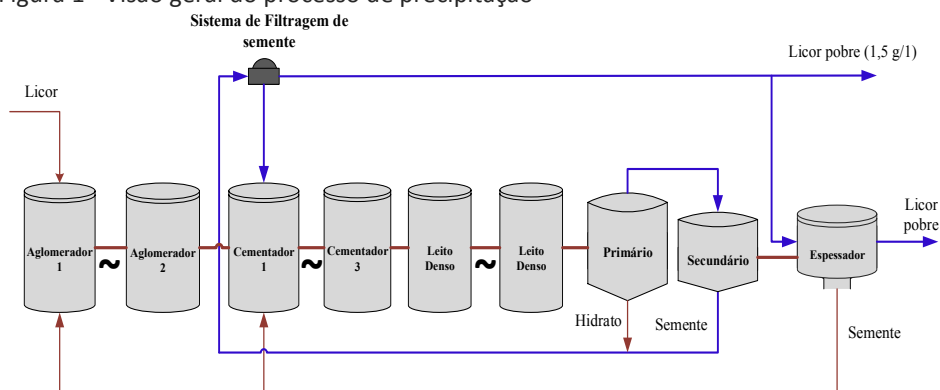 Figura 1 - Visão geral do processo de precipitação
Sistema de Filtragem de
semente
Licor pobre (1,5 g/1)
Licor
Aglomerador
1
~
Aglomerador
2
Cementador
1
~
Cementador
3
Leito
Denso
~
Leito
Denso
Primário
Secundário
Espessador
Licor
pobre
Hidrato
Semente
Semente